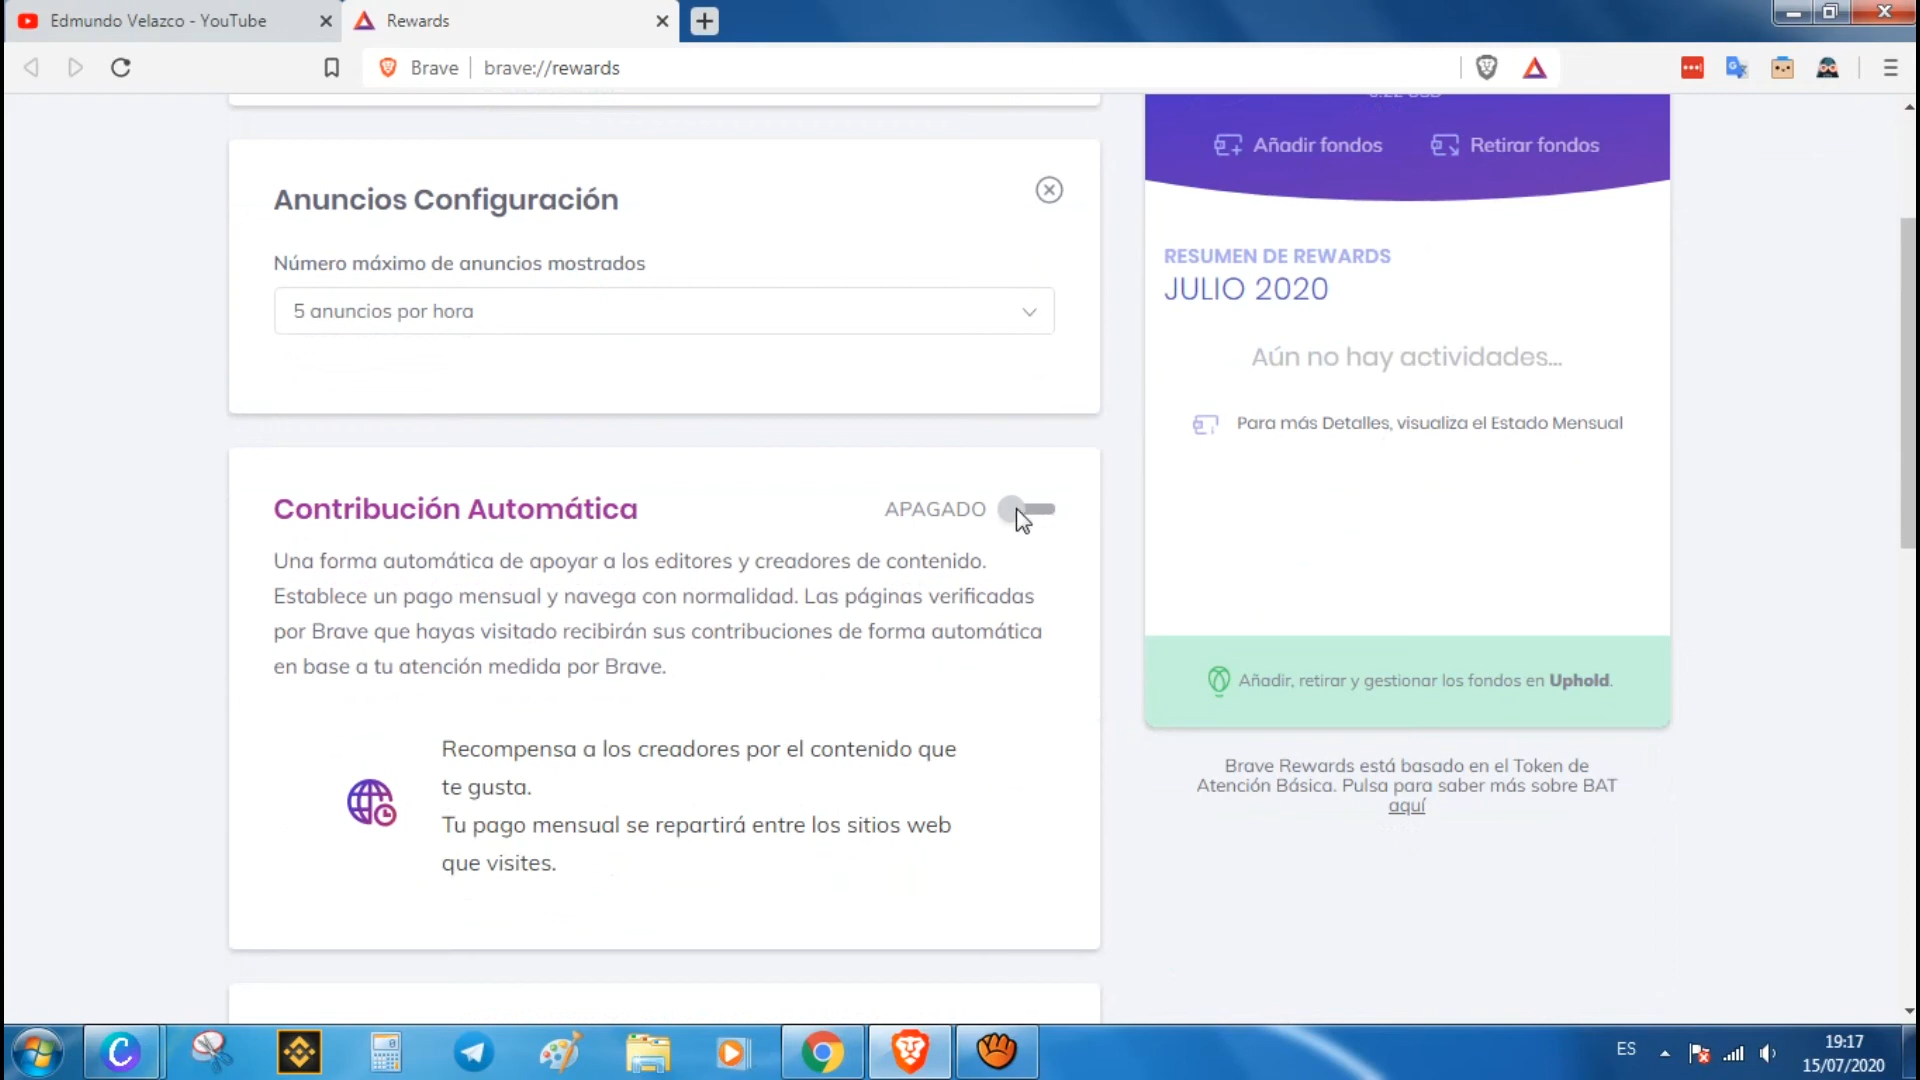 Edmundo Velazco - YouTube
Rewards
Brave
brave://rewards
Añadir fondos
Retirar fondos
Anuncios Configuración
Número máximo de anuncios mostrados
5 anuncios por hora
RESUMEN DE REWARDS
JULIO 2020
Aún no hay actividades...
Para más Detalles, visualiza el Estado Mensual
Contribución Automática
APAGADO
Una forma automática de apoyar a los editores y creadores de contenido.
Establece un pago mensual y navega con normalidad. Las páginas verificadas
por Brave que hayas visitado recibirán sus contribuciones de forma automática
en base a tu atención medida por Brave.
Recompensa a los creadores por el contenido que
te gusta.
Tu pago mensual se repartirá entre los sitios web
que visites.
Añadir, retirar y gestionar los fondos en Uphold.
Brave Rewards está basado en el Token de
Atención Básica. Pulsa para saber más sobre BAT
aquí
ES
19:17
15/07/2020